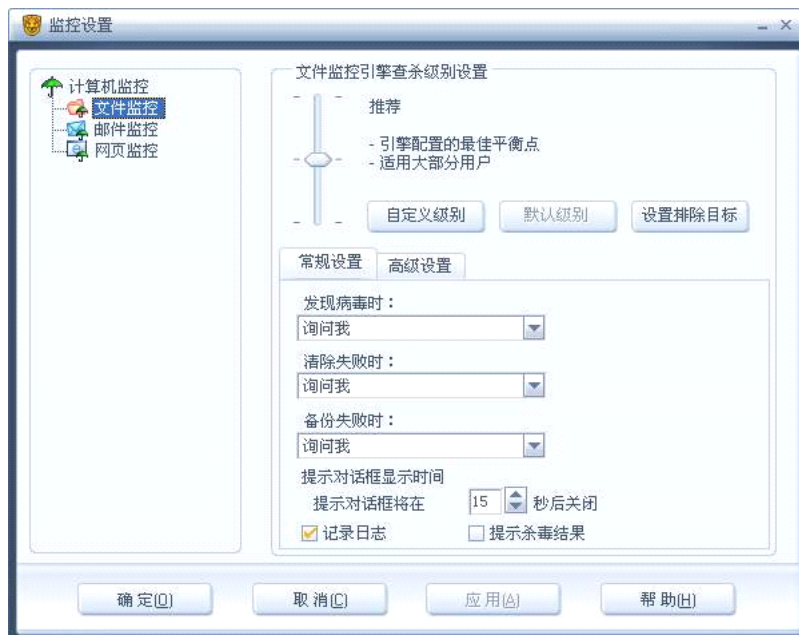 监控设置
计算机监控
文件监控
邮件监控
网页监控
文件监控引擎查杀级别设置
推荐
- 引擎配置的最佳平衡点
- 适用大部分用户
自定义级别 默认级别 设置排除目标
常规设置 高级设置
发现病毒时：
询问我
清除失败时：
询问我
备份失败时：
询问我
提示对话框显示时间
提示对话框将在 15 秒后关闭
记录日志 提示杀毒结果
确定(O) 取消(C) 应用(A) 帮助(H)